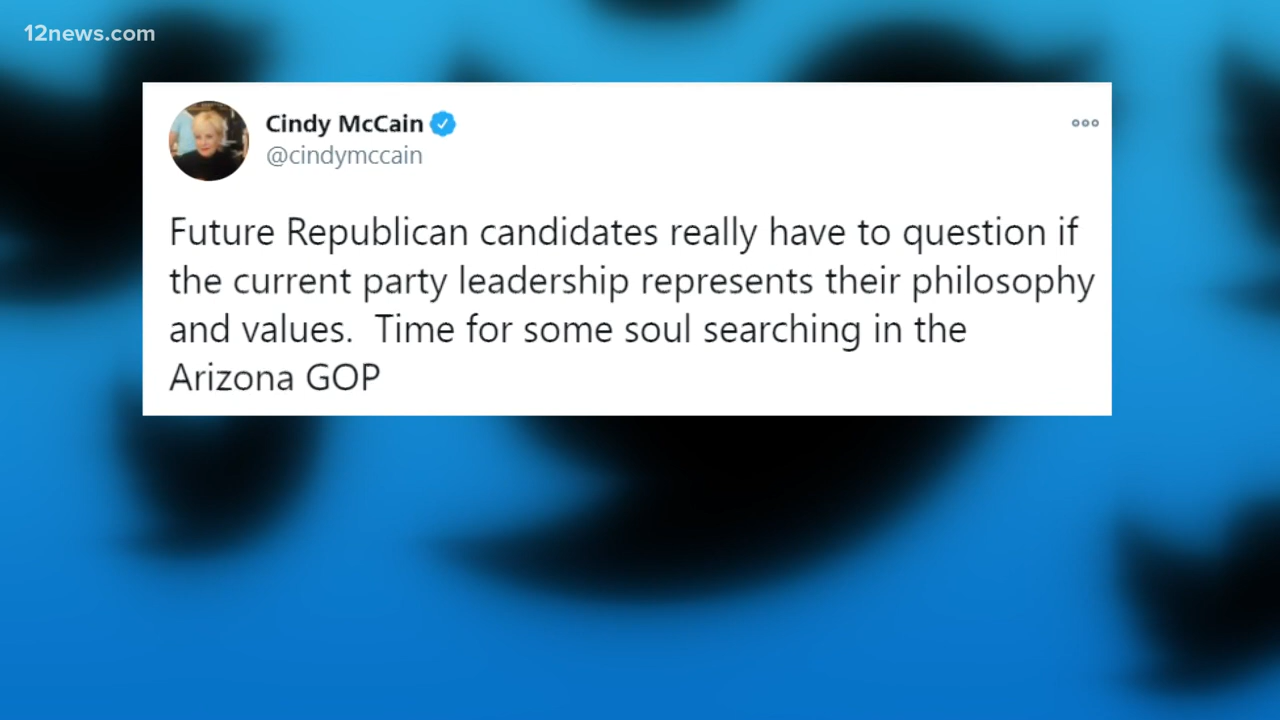 12news.com
Cindy McCain
@cindymccain
Future Republican candidates really have to question if
the current party leadership represents their philosophy
and values.  Time for some soul searching in the
Arizona GOP